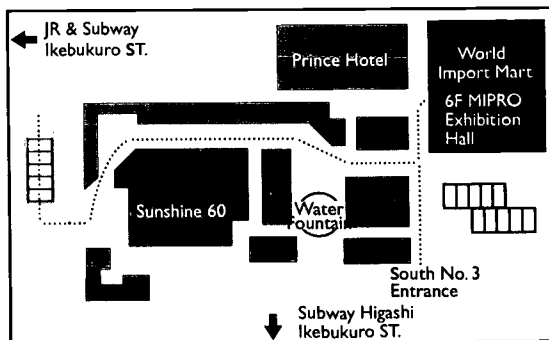 JR & Subway
Ikebukuro ST.
Prince Hotel
World
Import Mart
6F MIPRO
Exhibition
Hall
Sunshine 60
Water
Fountain
South No. 3
Entrance
Subway Higashi
Ikebukuro ST.